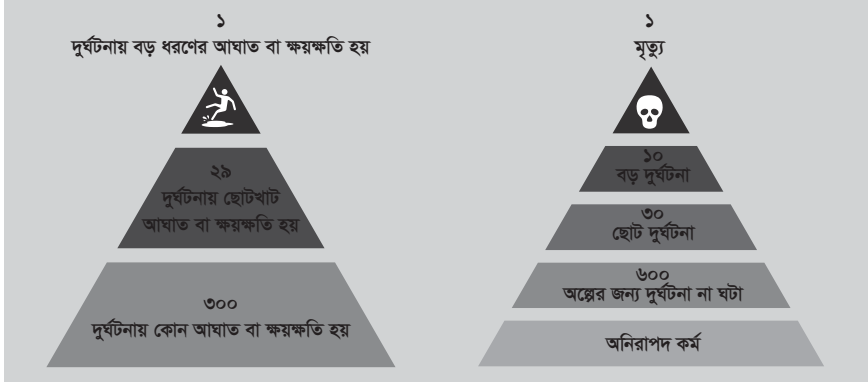 ১
দুর্ঘটনায় বড় ধরণের আঘাত বা ক্ষয়ক্ষতি হয়
২৯
দুর্ঘটনায় ছোটখাট
আঘাত বা ক্ষয়ক্ষতি হয়
৩০০
দুর্ঘটনায় কোন আঘাত বা ক্ষয়ক্ষতি হয়
১
মৃত্যু
১০
বড় দুর্ঘটনা
৩০
ছোট দুর্ঘটনা
৬০০
অল্পের জন্য দুর্ঘটনা না ঘটা
অনিরাপদ কর্ম